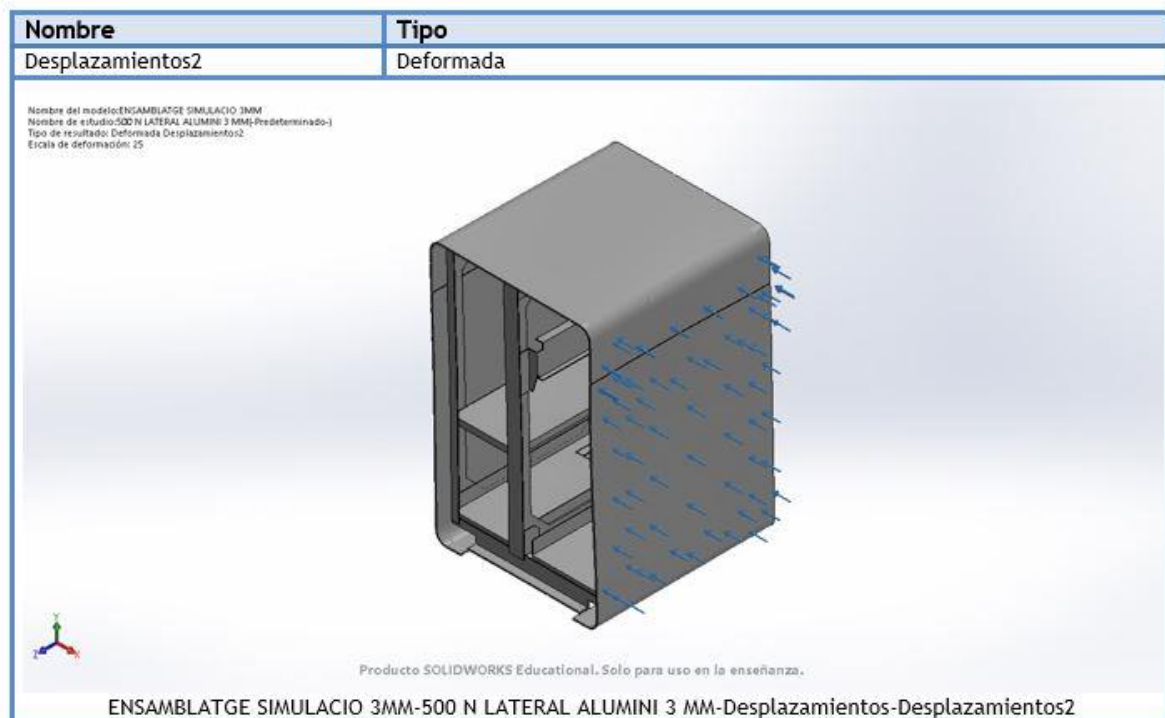 Nombre Tipo
Desplazamientos2 Deformada
Nombre del modelo:ENSAMBLATGE SIMULACIO 3MM
Nombre de estudio:500 N LATERAL ALUMINI 3 MM(-Predeterminado-)
Tipo de resultado: Deformada Desplazamientos2
Escala de deformación: 25
Y
Z X
Producto SOLIDWORKS Educational. Solo para uso en la enseñanza.
ENSAMBLATGE SIMULACIO 3MM-500 N LATERAL ALUMINI 3 MM-Desplazamientos-Desplazamientos2